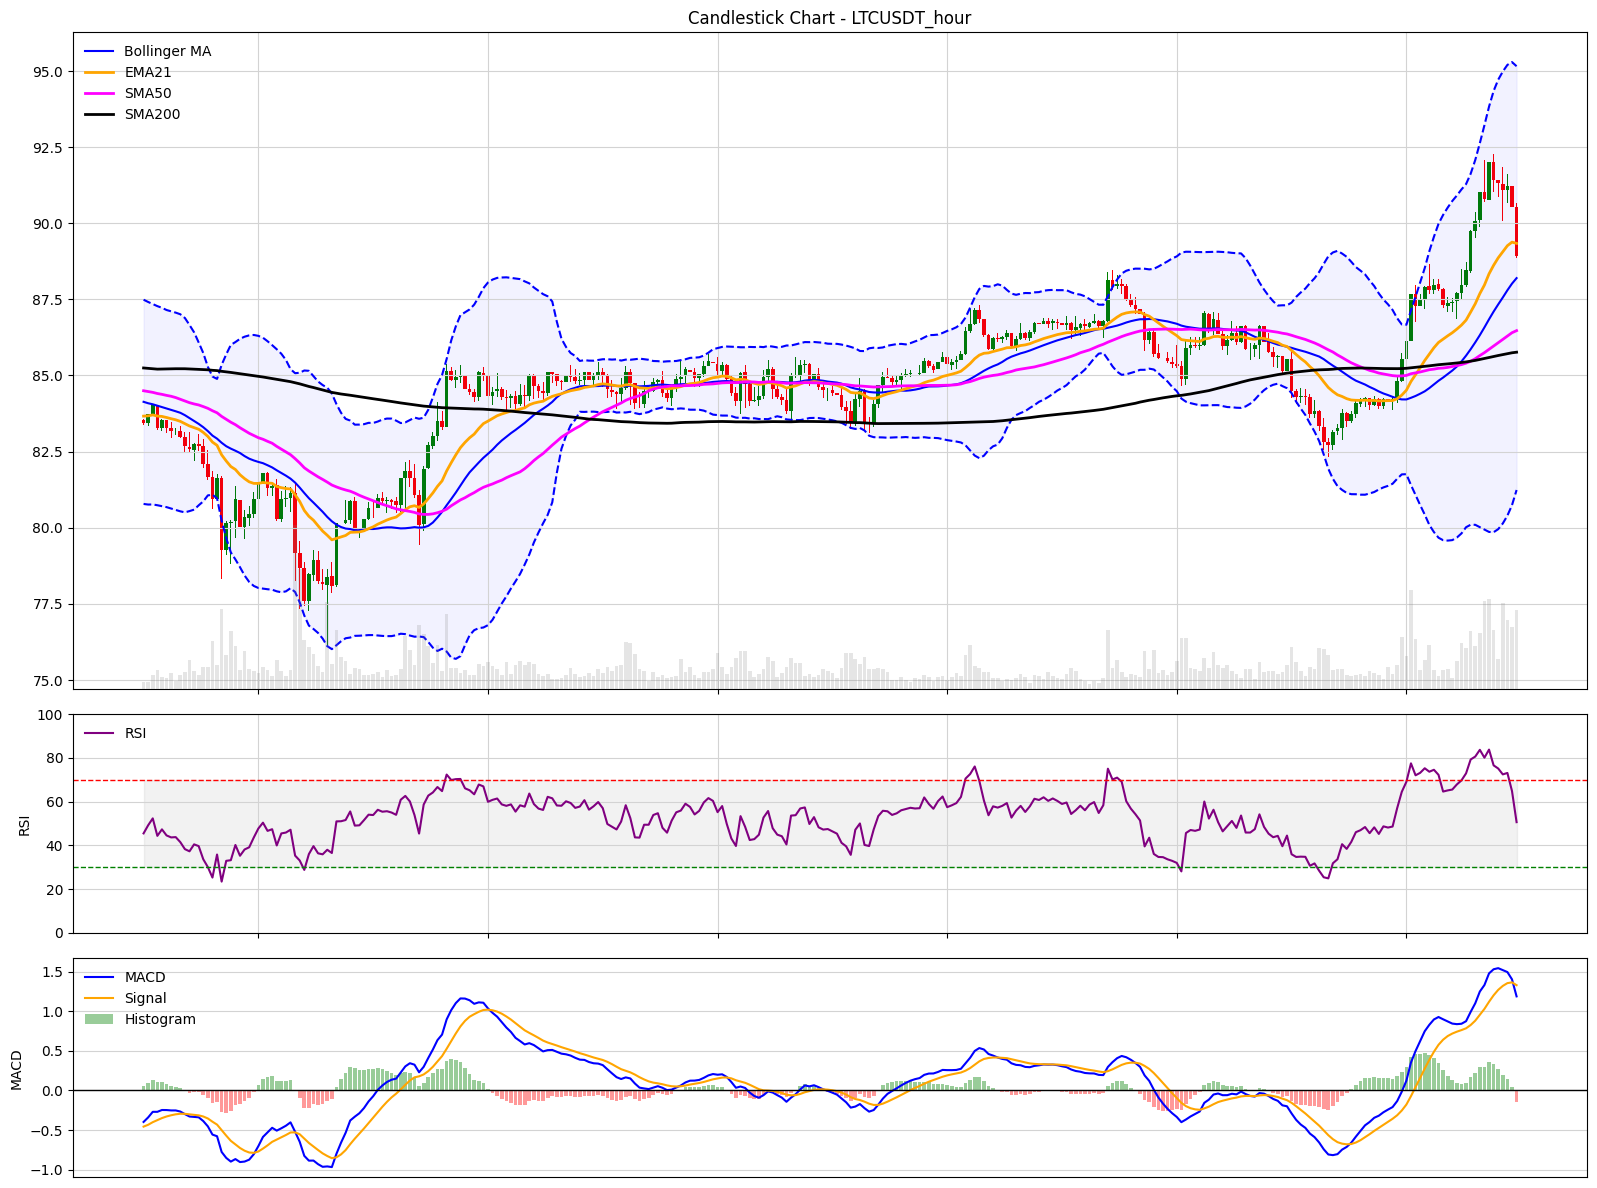 Candlestick Chart - LTCUSDT_hour
Bollinger MA
EMA21
SMA50
SMA200
95.0
92.5
90.0
87.5
85.0
82.5
80.0
77.5
75.0
RSI
RSI
100
80
60
40
20
0
MACD
MACD
Signal
Histogram
1.5
1.0
0.5
0.0
−0.5
−1.0